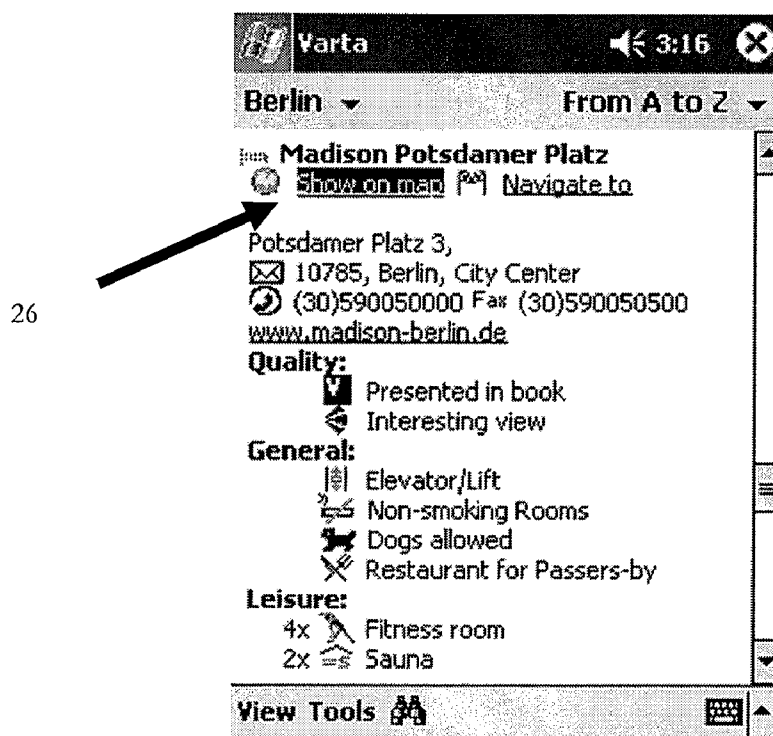 Varta 3:16
Berlin From A to Z
Madison Potsdamer Platz
Show on map Navigate to
Potsdamer Platz 3,
10785, Berlin, City Center
26
(30)590050000 Fax (30)590050500
www.madison-berlin.de
Quality:
Presented in book
Interesting view
General:
Elevator/Lift
Non-smoking Rooms
Dogs allowed
Restaurant for Passers-by
Leisure:
4x Fitness room
2x Sauna
View Tools